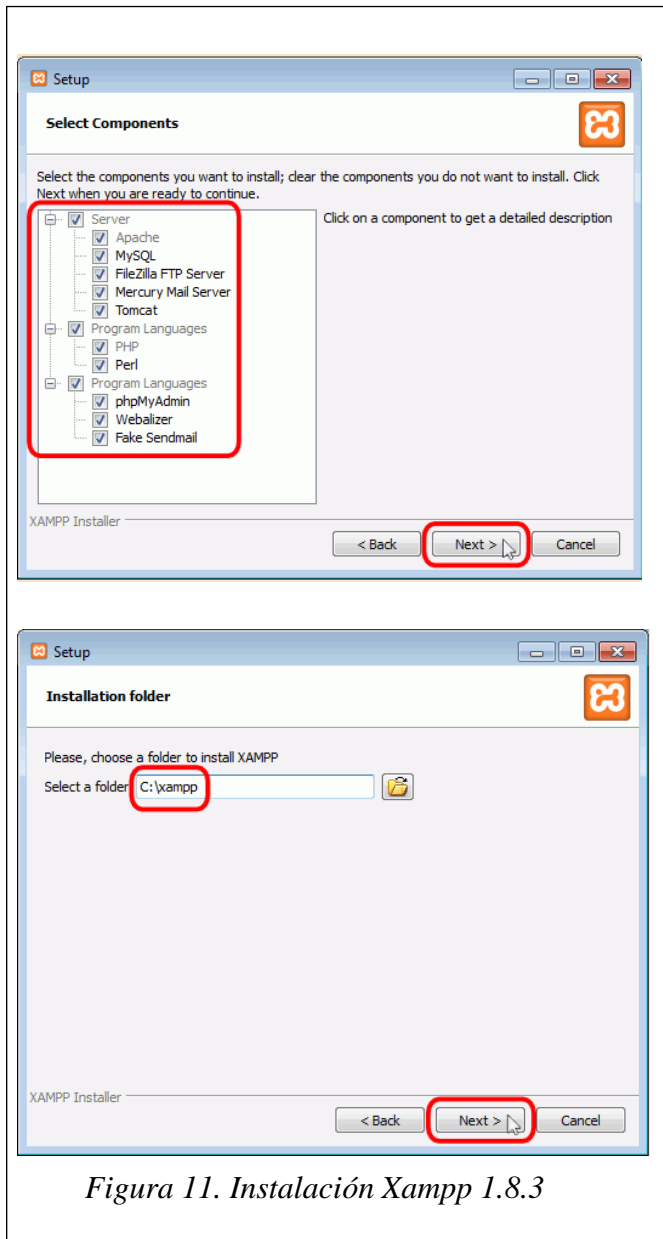 Setup
Select Components
Select the components you want to install; clear the components you do not want to install. Click
Next when you are ready to continue.
Server
Apache
MySQL
FileZilla FTP Server
Mercury Mail Server
Tomcat
Program Languages
PHP
Perl
Program Languages
phpMyAdmin
Webalizer
Fake Sendmail
Click on a component to get a detailed description
XAMPP Installer
< Back Next > Cancel
Setup
Installation folder
Please, choose a folder to install XAMPP
Select a folder C:\xampp
XAMPP Installer
< Back Next > Cancel
Figura 11. Instalación Xampp 1.8.3